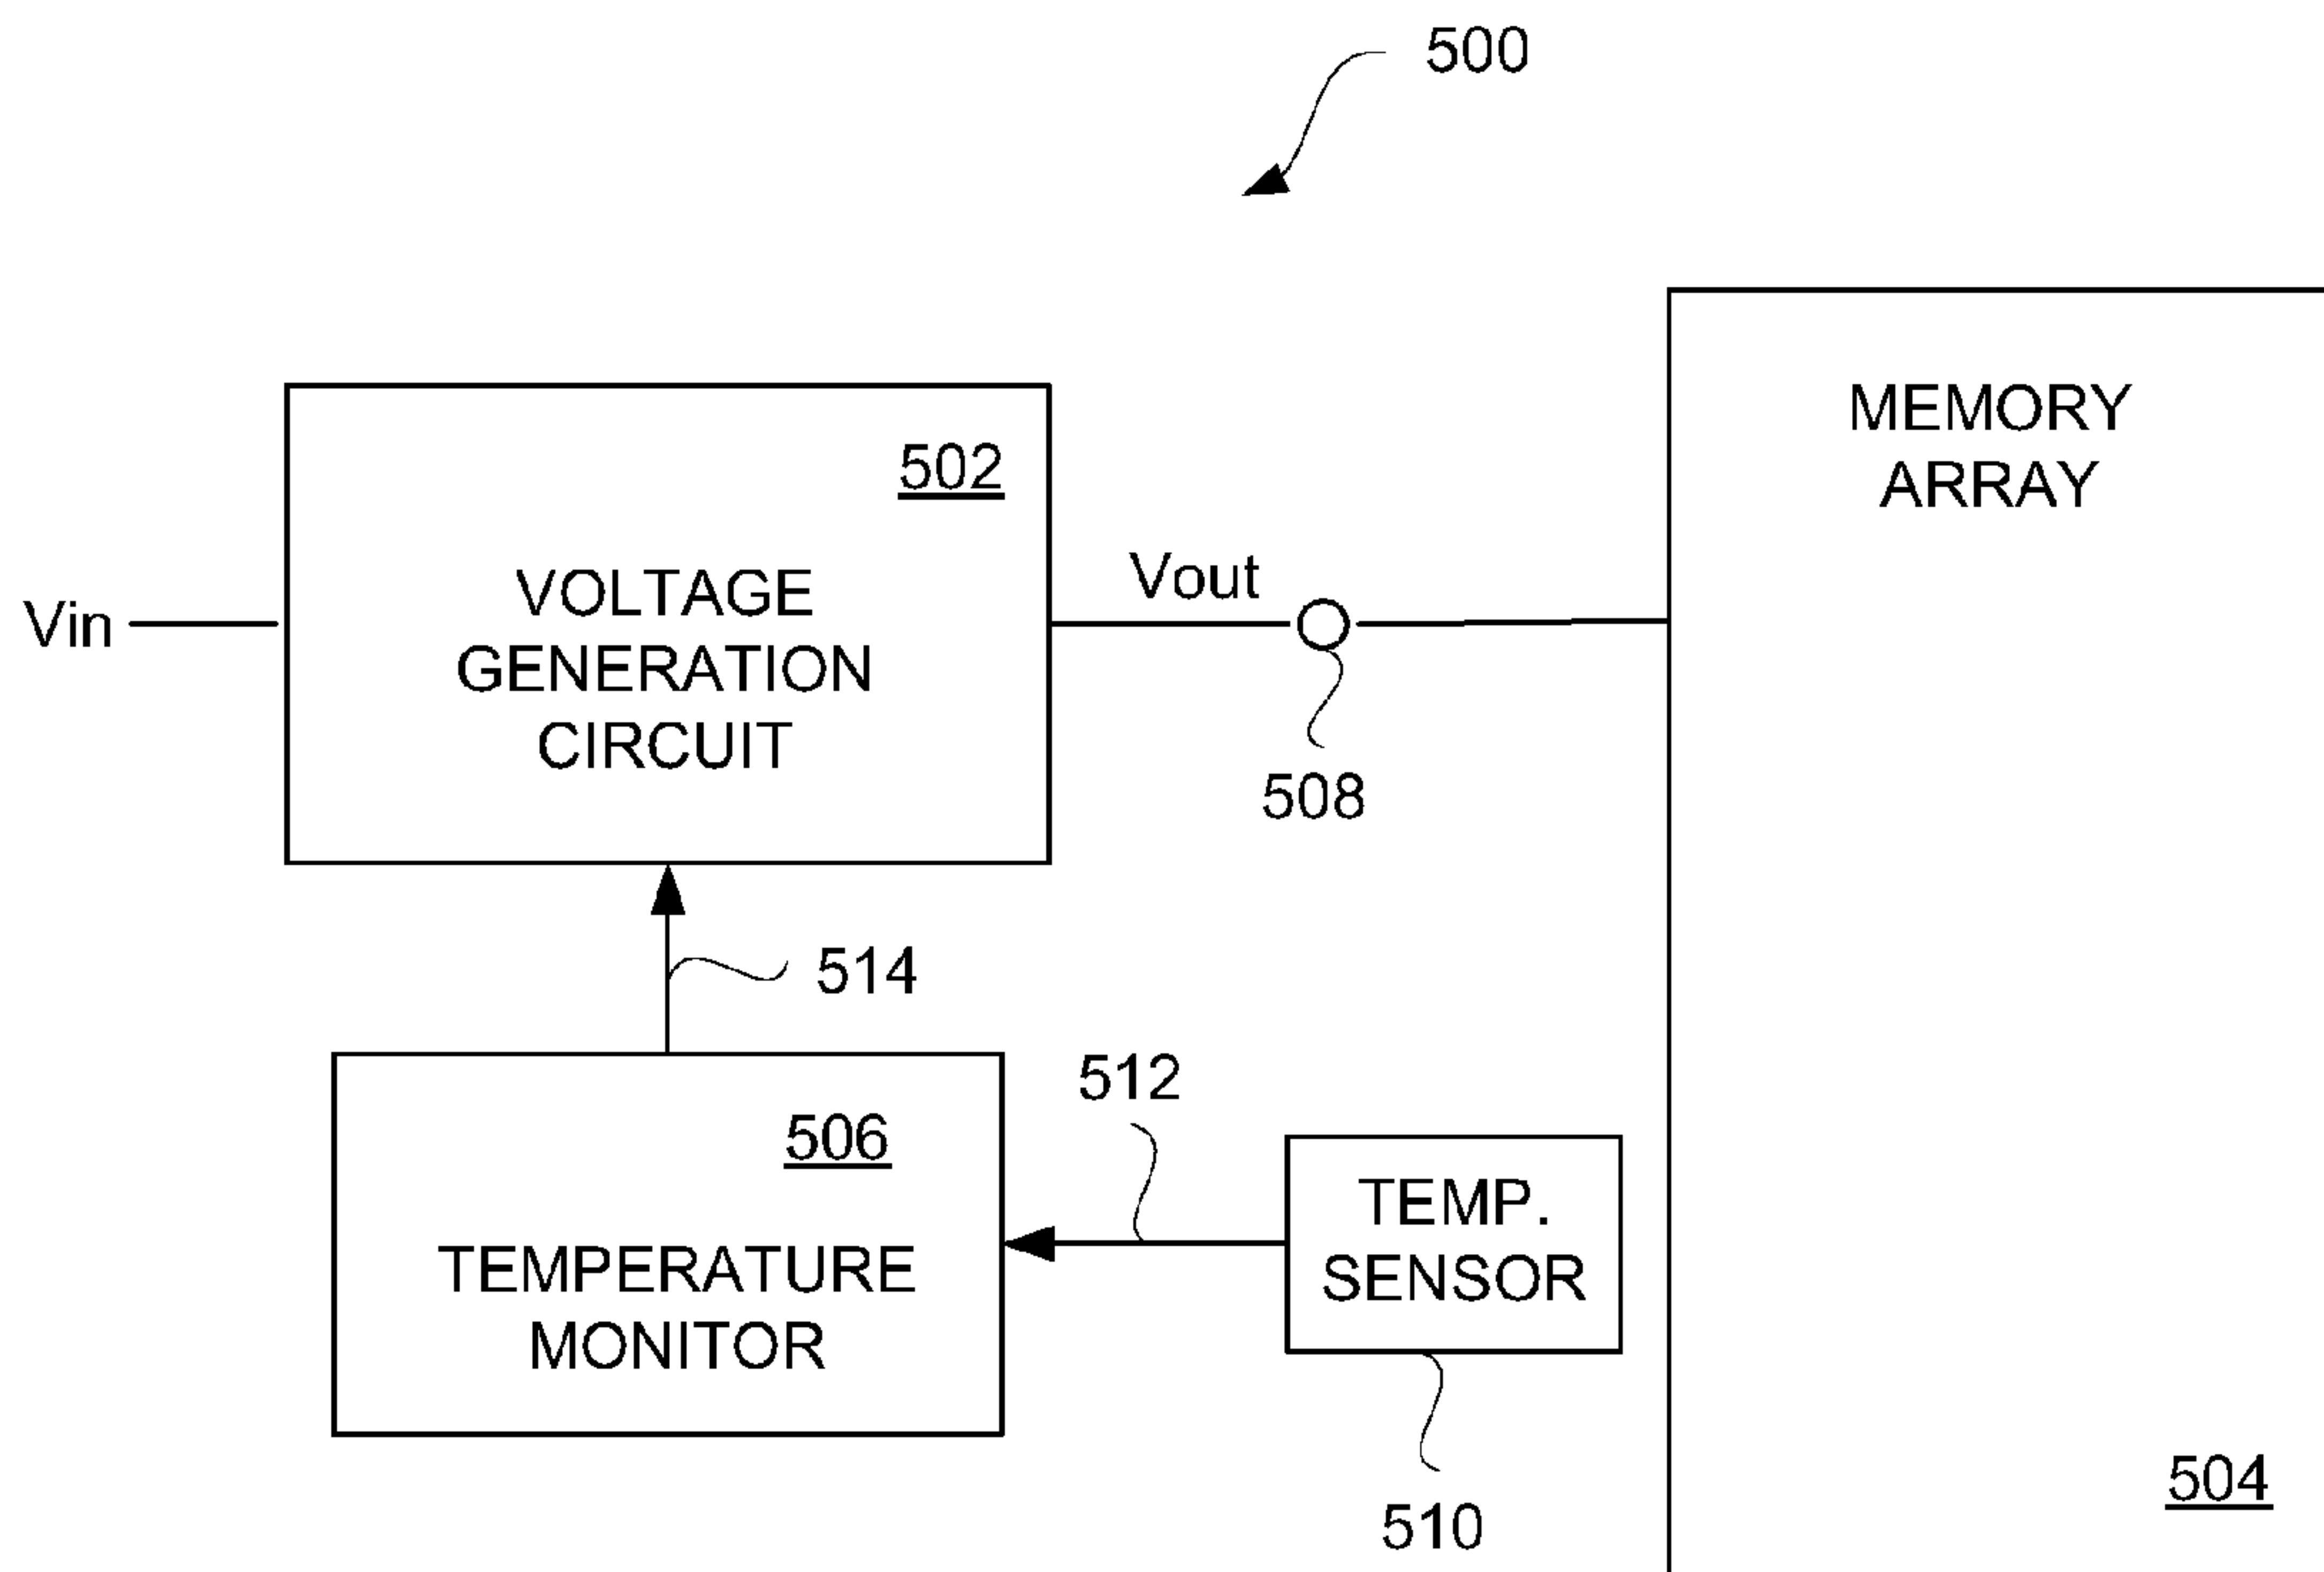 500
MEMORY
ARRAY
502
VOLTAGE
GENERATION
CIRCUIT
Vin
Vout
508
514
512
506
TEMPERATURE
MONITOR
TEMP.
SENSOR
504
510